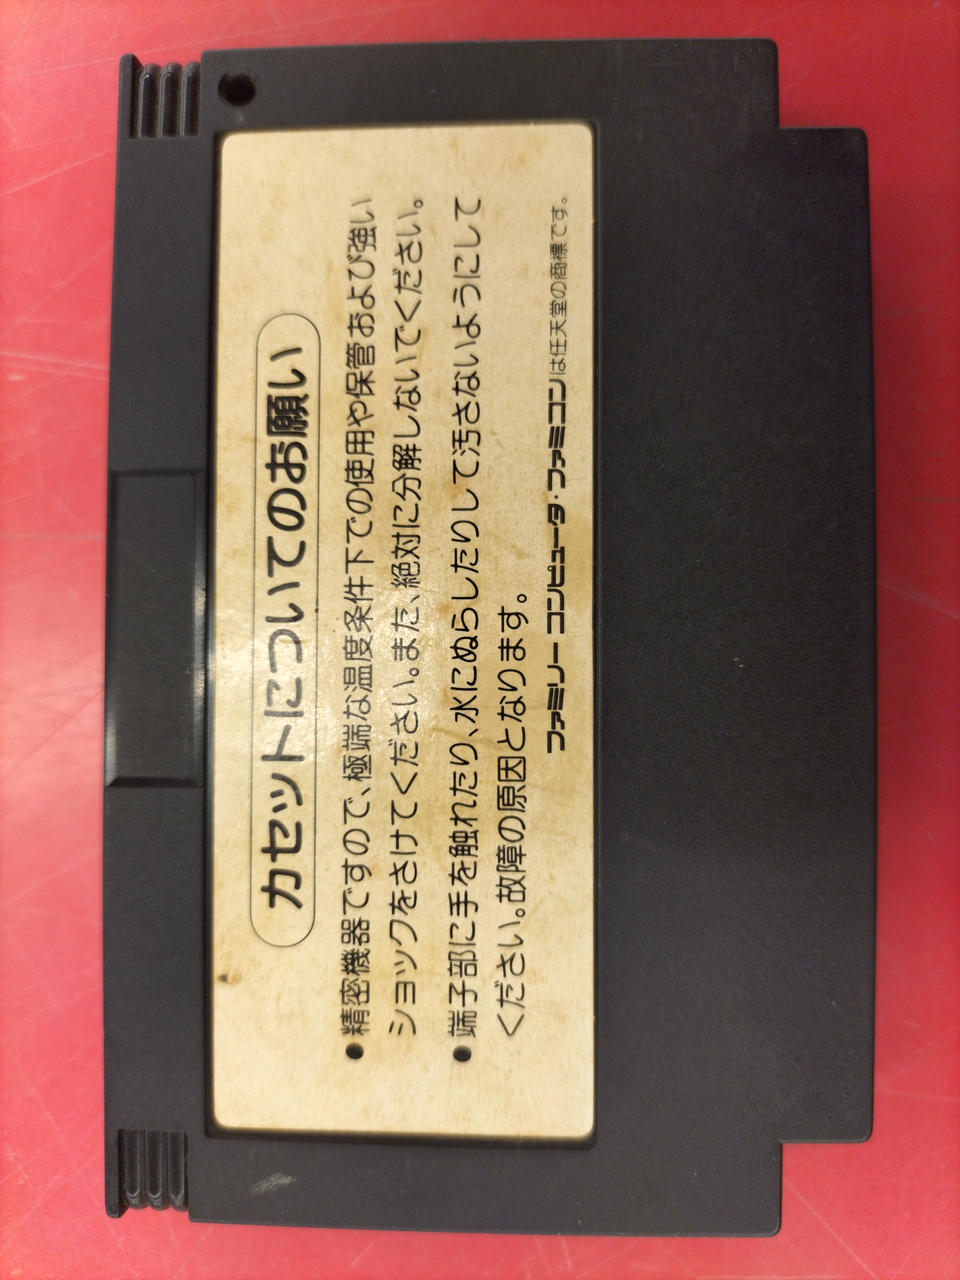 カセットについてのお願い
●精密機器ですので、極端な温度条件下での使用や保管および強い
ショックをさけてください。また、絶対に分解しないでください。
●端子部に手を触れたり、水にぬらしたりして汚さないようにして
ください。故障の原因となります。
ファミリー コンピュータ・ファミコンは任天堂の商標です。